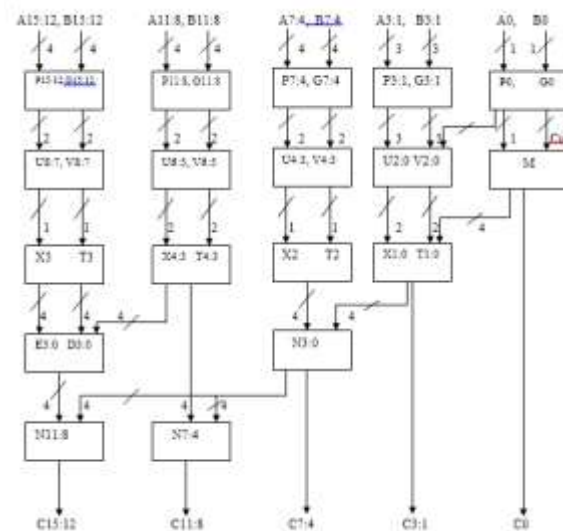 A15:12, B15:12 A11:8, B11:8 A7:4, B7:4 A3:1, B3:1 A0, B0
4 4 4 4 4 4 3 3 1 1
P15:12,G15:12 P11:8, G11:8 P7:4, G7:4 P3:1, G3:1 P0, G0
2 2 2 2 2 2 3 3 1
U8:7, V8:7 U6:5, V6:5 U4:3, V4:3 U2:0 V2:0 M
1 1 2 2 1 1 2 2 4
X3 T3 X4:3 T4:3 X2 T2 X1:0 T1:0
4 4 4 4 4
E3:0 D3:0 N3:0
4 4 4 4
N11:8 N7:4
C15:12 C11:8 C7:4 C3:1 C0